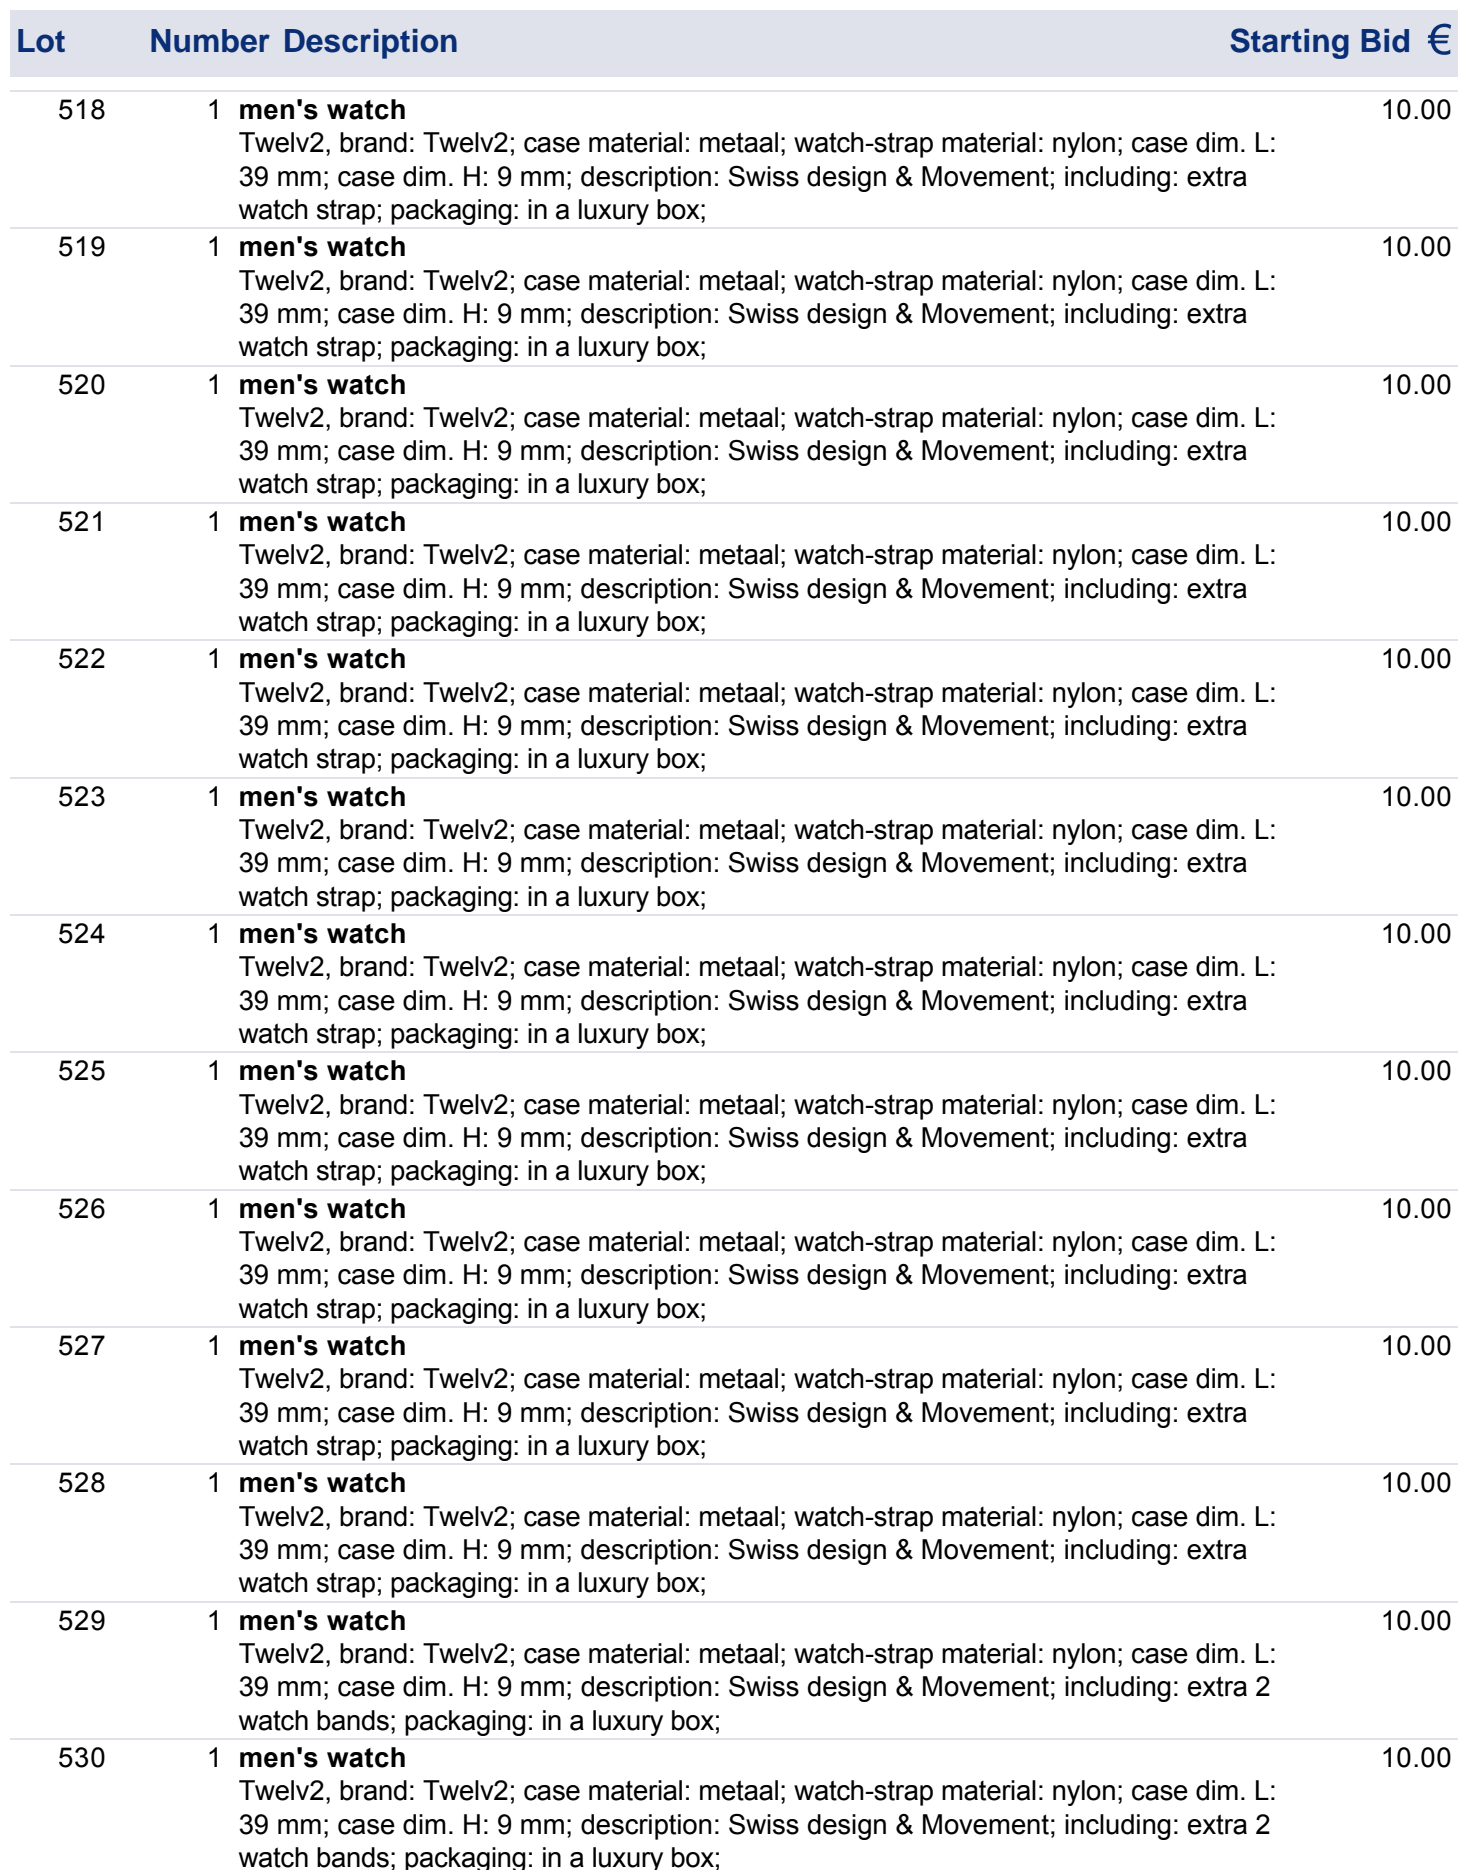 Lot Number Description Starting Bid €
518 1 men's watch 10.00
Twelv2, brand: Twelv2; case material: metaal; watch-strap material: nylon; case dim. L:
39 mm; case dim. H: 9 mm; description: Swiss design & Movement; including: extra
watch strap; packaging: in a luxury box;
519 1 men's watch 10.00
Twelv2, brand: Twelv2; case material: metaal; watch-strap material: nylon; case dim. L:
39 mm; case dim. H: 9 mm; description: Swiss design & Movement; including: extra
watch strap; packaging: in a luxury box;
520 1 men's watch 10.00
Twelv2, brand: Twelv2; case material: metaal; watch-strap material: nylon; case dim. L:
39 mm; case dim. H: 9 mm; description: Swiss design & Movement; including: extra
watch strap; packaging: in a luxury box;
521 1 men's watch 10.00
Twelv2, brand: Twelv2; case material: metaal; watch-strap material: nylon; case dim. L:
39 mm; case dim. H: 9 mm; description: Swiss design & Movement; including: extra
watch strap; packaging: in a luxury box;
522 1 men's watch 10.00
Twelv2, brand: Twelv2; case material: metaal; watch-strap material: nylon; case dim. L:
39 mm; case dim. H: 9 mm; description: Swiss design & Movement; including: extra
watch strap; packaging: in a luxury box;
523 1 men's watch 10.00
Twelv2, brand: Twelv2; case material: metaal; watch-strap material: nylon; case dim. L:
39 mm; case dim. H: 9 mm; description: Swiss design & Movement; including: extra
watch strap; packaging: in a luxury box;
524 1 men's watch 10.00
Twelv2, brand: Twelv2; case material: metaal; watch-strap material: nylon; case dim. L:
39 mm; case dim. H: 9 mm; description: Swiss design & Movement; including: extra
watch strap; packaging: in a luxury box;
525 1 men's watch 10.00
Twelv2, brand: Twelv2; case material: metaal; watch-strap material: nylon; case dim. L:
39 mm; case dim. H: 9 mm; description: Swiss design & Movement; including: extra
watch strap; packaging: in a luxury box;
526 1 men's watch 10.00
Twelv2, brand: Twelv2; case material: metaal; watch-strap material: nylon; case dim. L:
39 mm; case dim. H: 9 mm; description: Swiss design & Movement; including: extra
watch strap; packaging: in a luxury box;
527 1 men's watch 10.00
Twelv2, brand: Twelv2; case material: metaal; watch-strap material: nylon; case dim. L:
39 mm; case dim. H: 9 mm; description: Swiss design & Movement; including: extra
watch strap; packaging: in a luxury box;
528 1 men's watch 10.00
Twelv2, brand: Twelv2; case material: metaal; watch-strap material: nylon; case dim. L:
39 mm; case dim. H: 9 mm; description: Swiss design & Movement; including: extra
watch strap; packaging: in a luxury box;
529 1 men's watch 10.00
Twelv2, brand: Twelv2; case material: metaal; watch-strap material: nylon; case dim. L:
39 mm; case dim. H: 9 mm; description: Swiss design & Movement; including: extra 2
watch bands; packaging: in a luxury box;
530 1 men's watch 10.00
Twelv2, brand: Twelv2; case material: metaal; watch-strap material: nylon; case dim. L:
39 mm; case dim. H: 9 mm; description: Swiss design & Movement; including: extra 2
watch bands; packaging: in a luxury box;